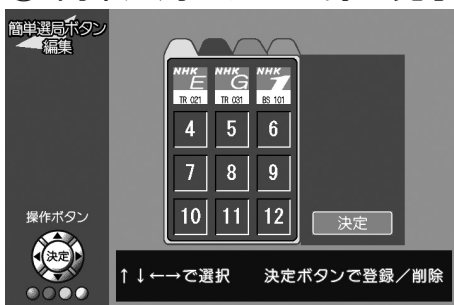 簡単選局ボタン
編集
NHK E NHK G NHK 1
TR 021 TR 031 BS 101
4 5 6
7 8 9
10 11 12
決定
操作ボタン
決定
↑↓←→で選択 決定ボタンで登録／削除